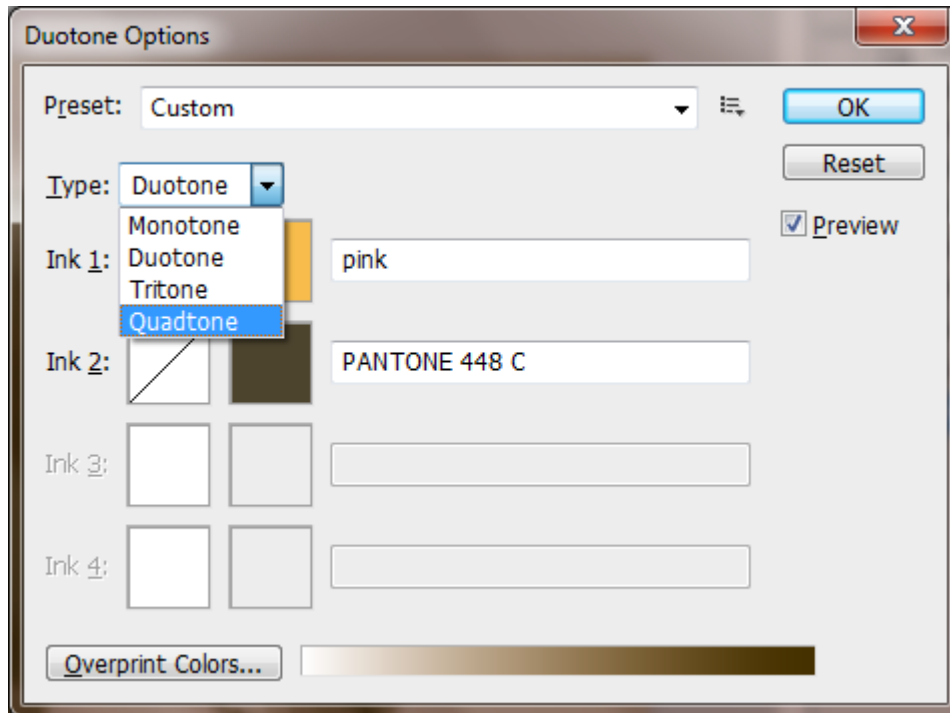 Duotone Options
Preset: Custom
OK
Reset
Type: Duotone
Preview
Monotone
Duotone
Tritone
Quadtone
Ink 1: pink
Ink 2: PANTONE 448 C
Ink 3:
Ink 4:
Overprint Colors...